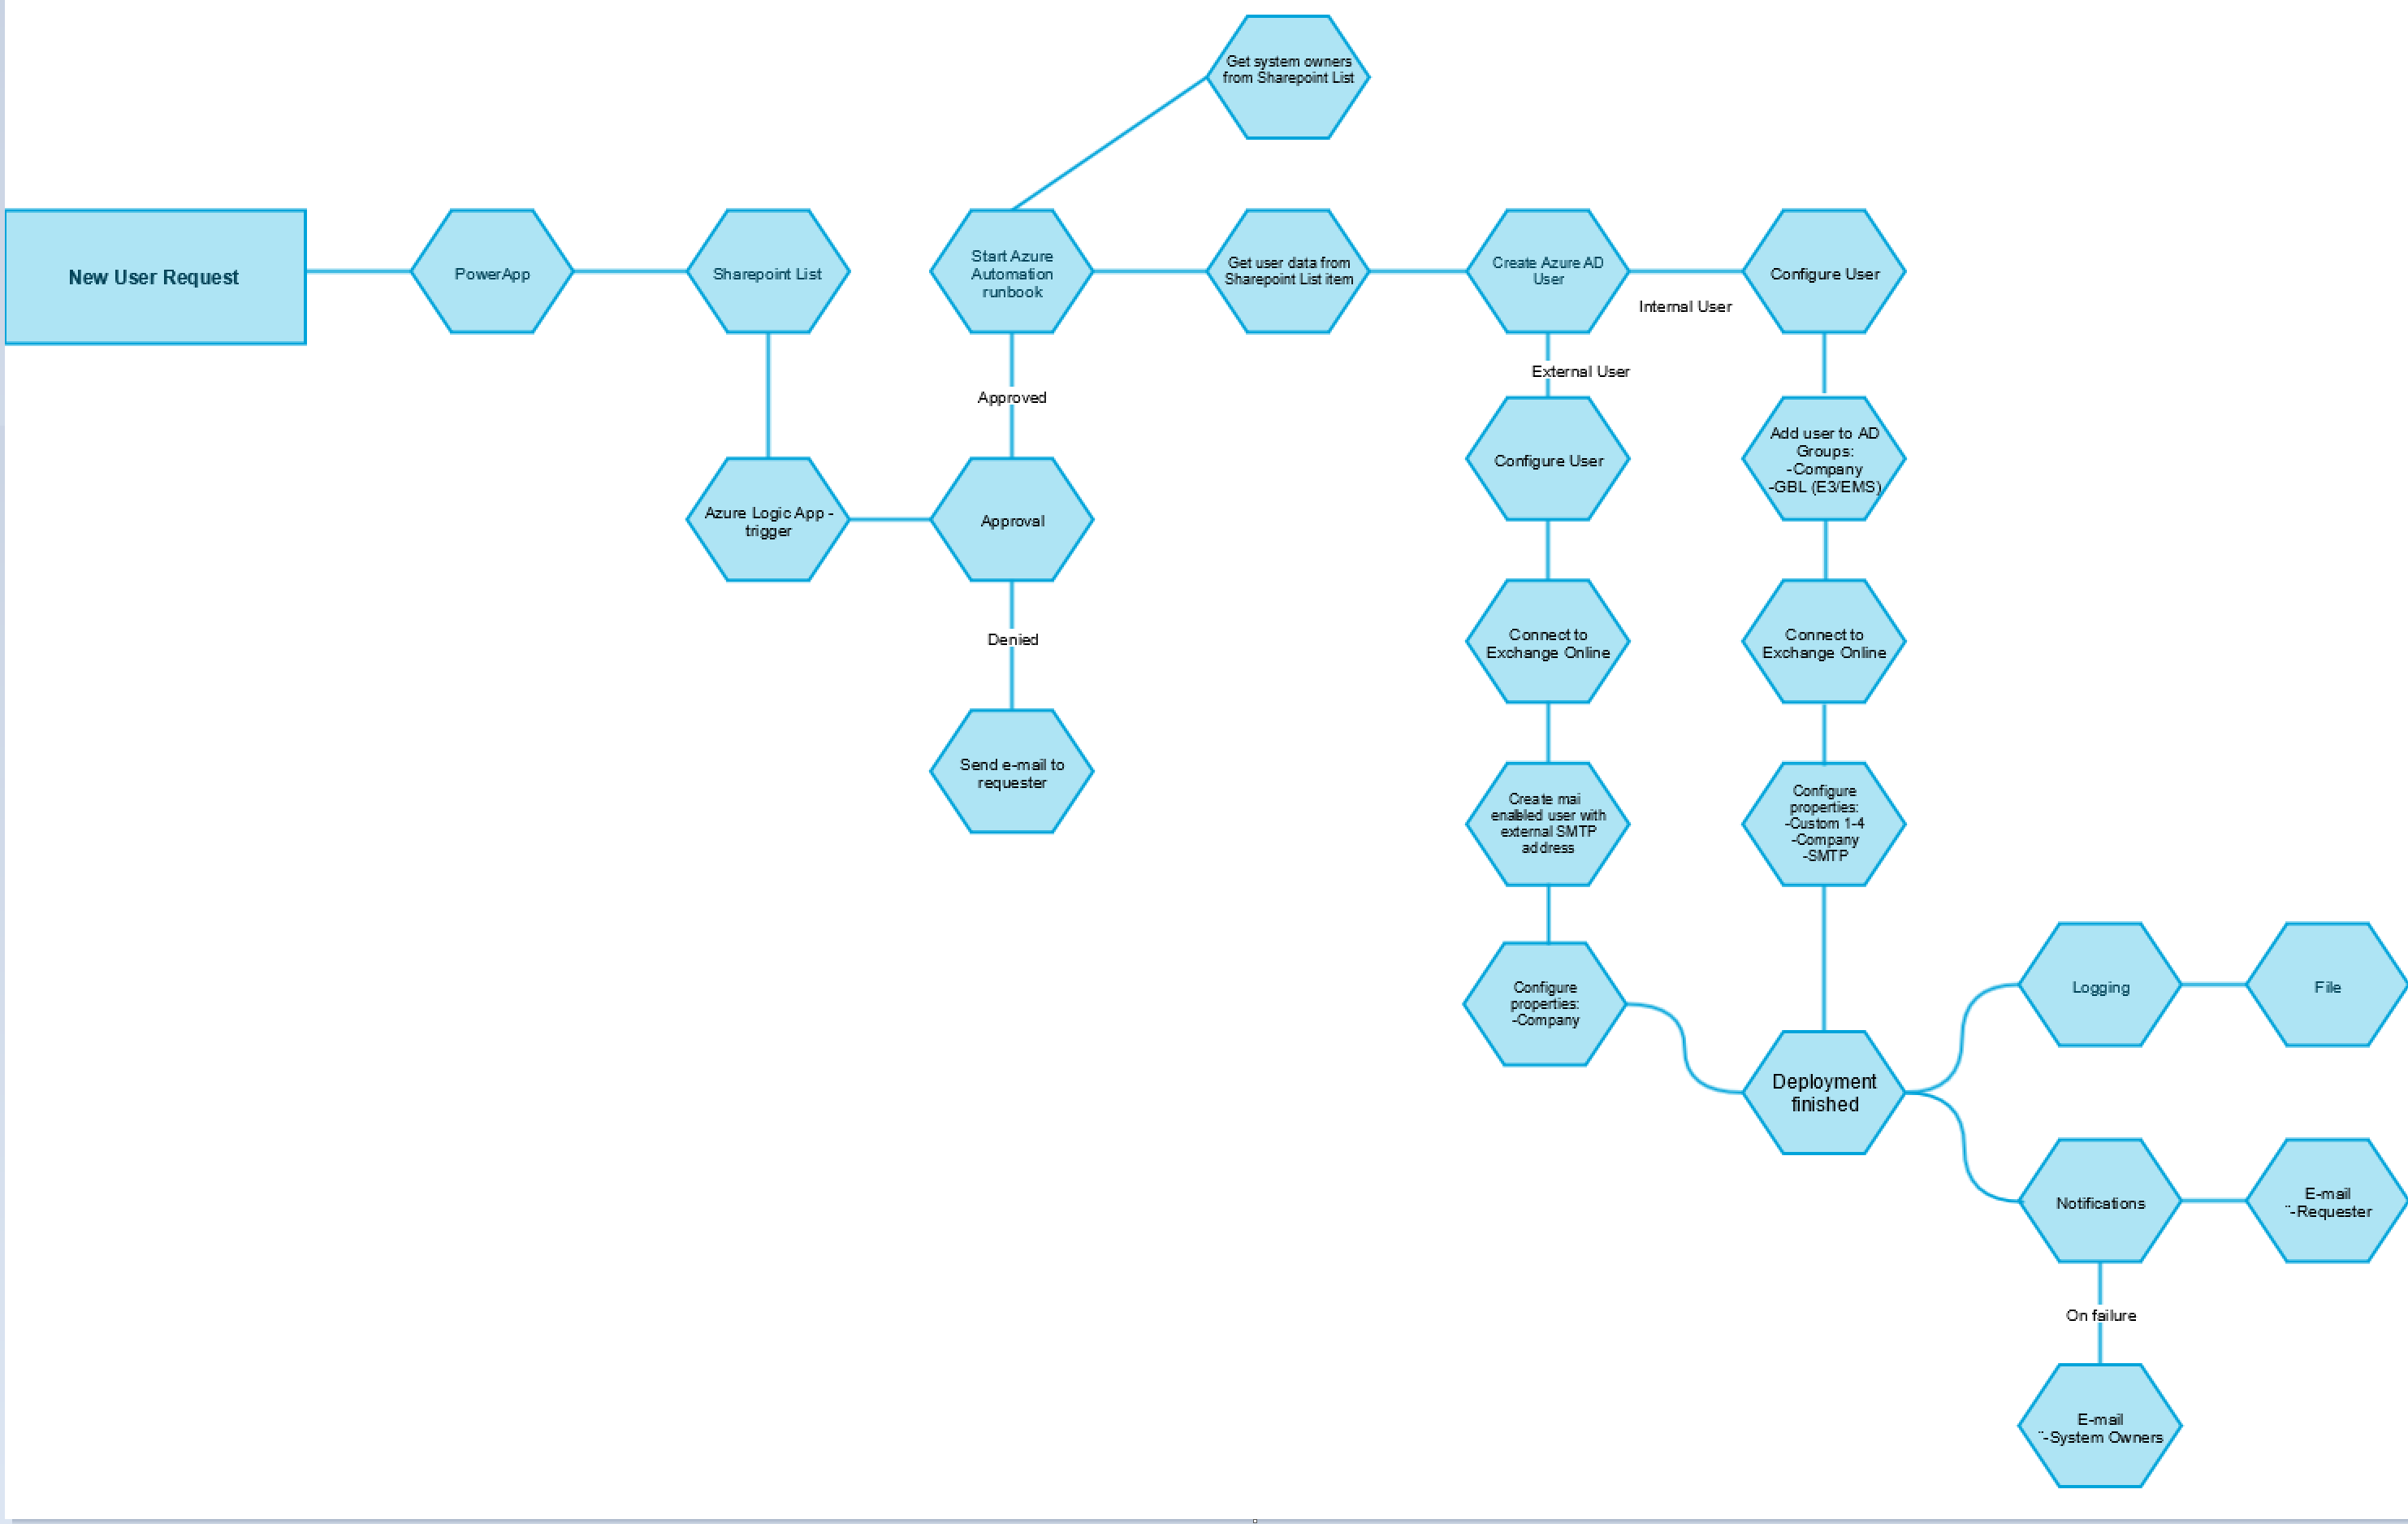 Get system owners
from Sharepoint List
New User Request
PowerApp
Sharepoint List
Start Azure
Automation
runbook
Get user data from
Sharepoint List item
Create Azure AD
User
Internal User
Configure User
Approved
External User
Azure Logic App -
trigger
Approval
Configure User
Add user to AD
Groups:
-Company
-GBL (E3/EMS)
Denied
Send e-mail to
requester
Connect to
Exchange Online
Connect to
Exchange Online
Create mai
enabled user with
external SMTP
address
Configure
properties:
-Custom 1-4
-Company
-SMTP
Configure
properties:
-Company
Deployment
finished
Logging
File
Notifications
E-mail
¨-Requester
On failure
E-mail
¨-System Owners